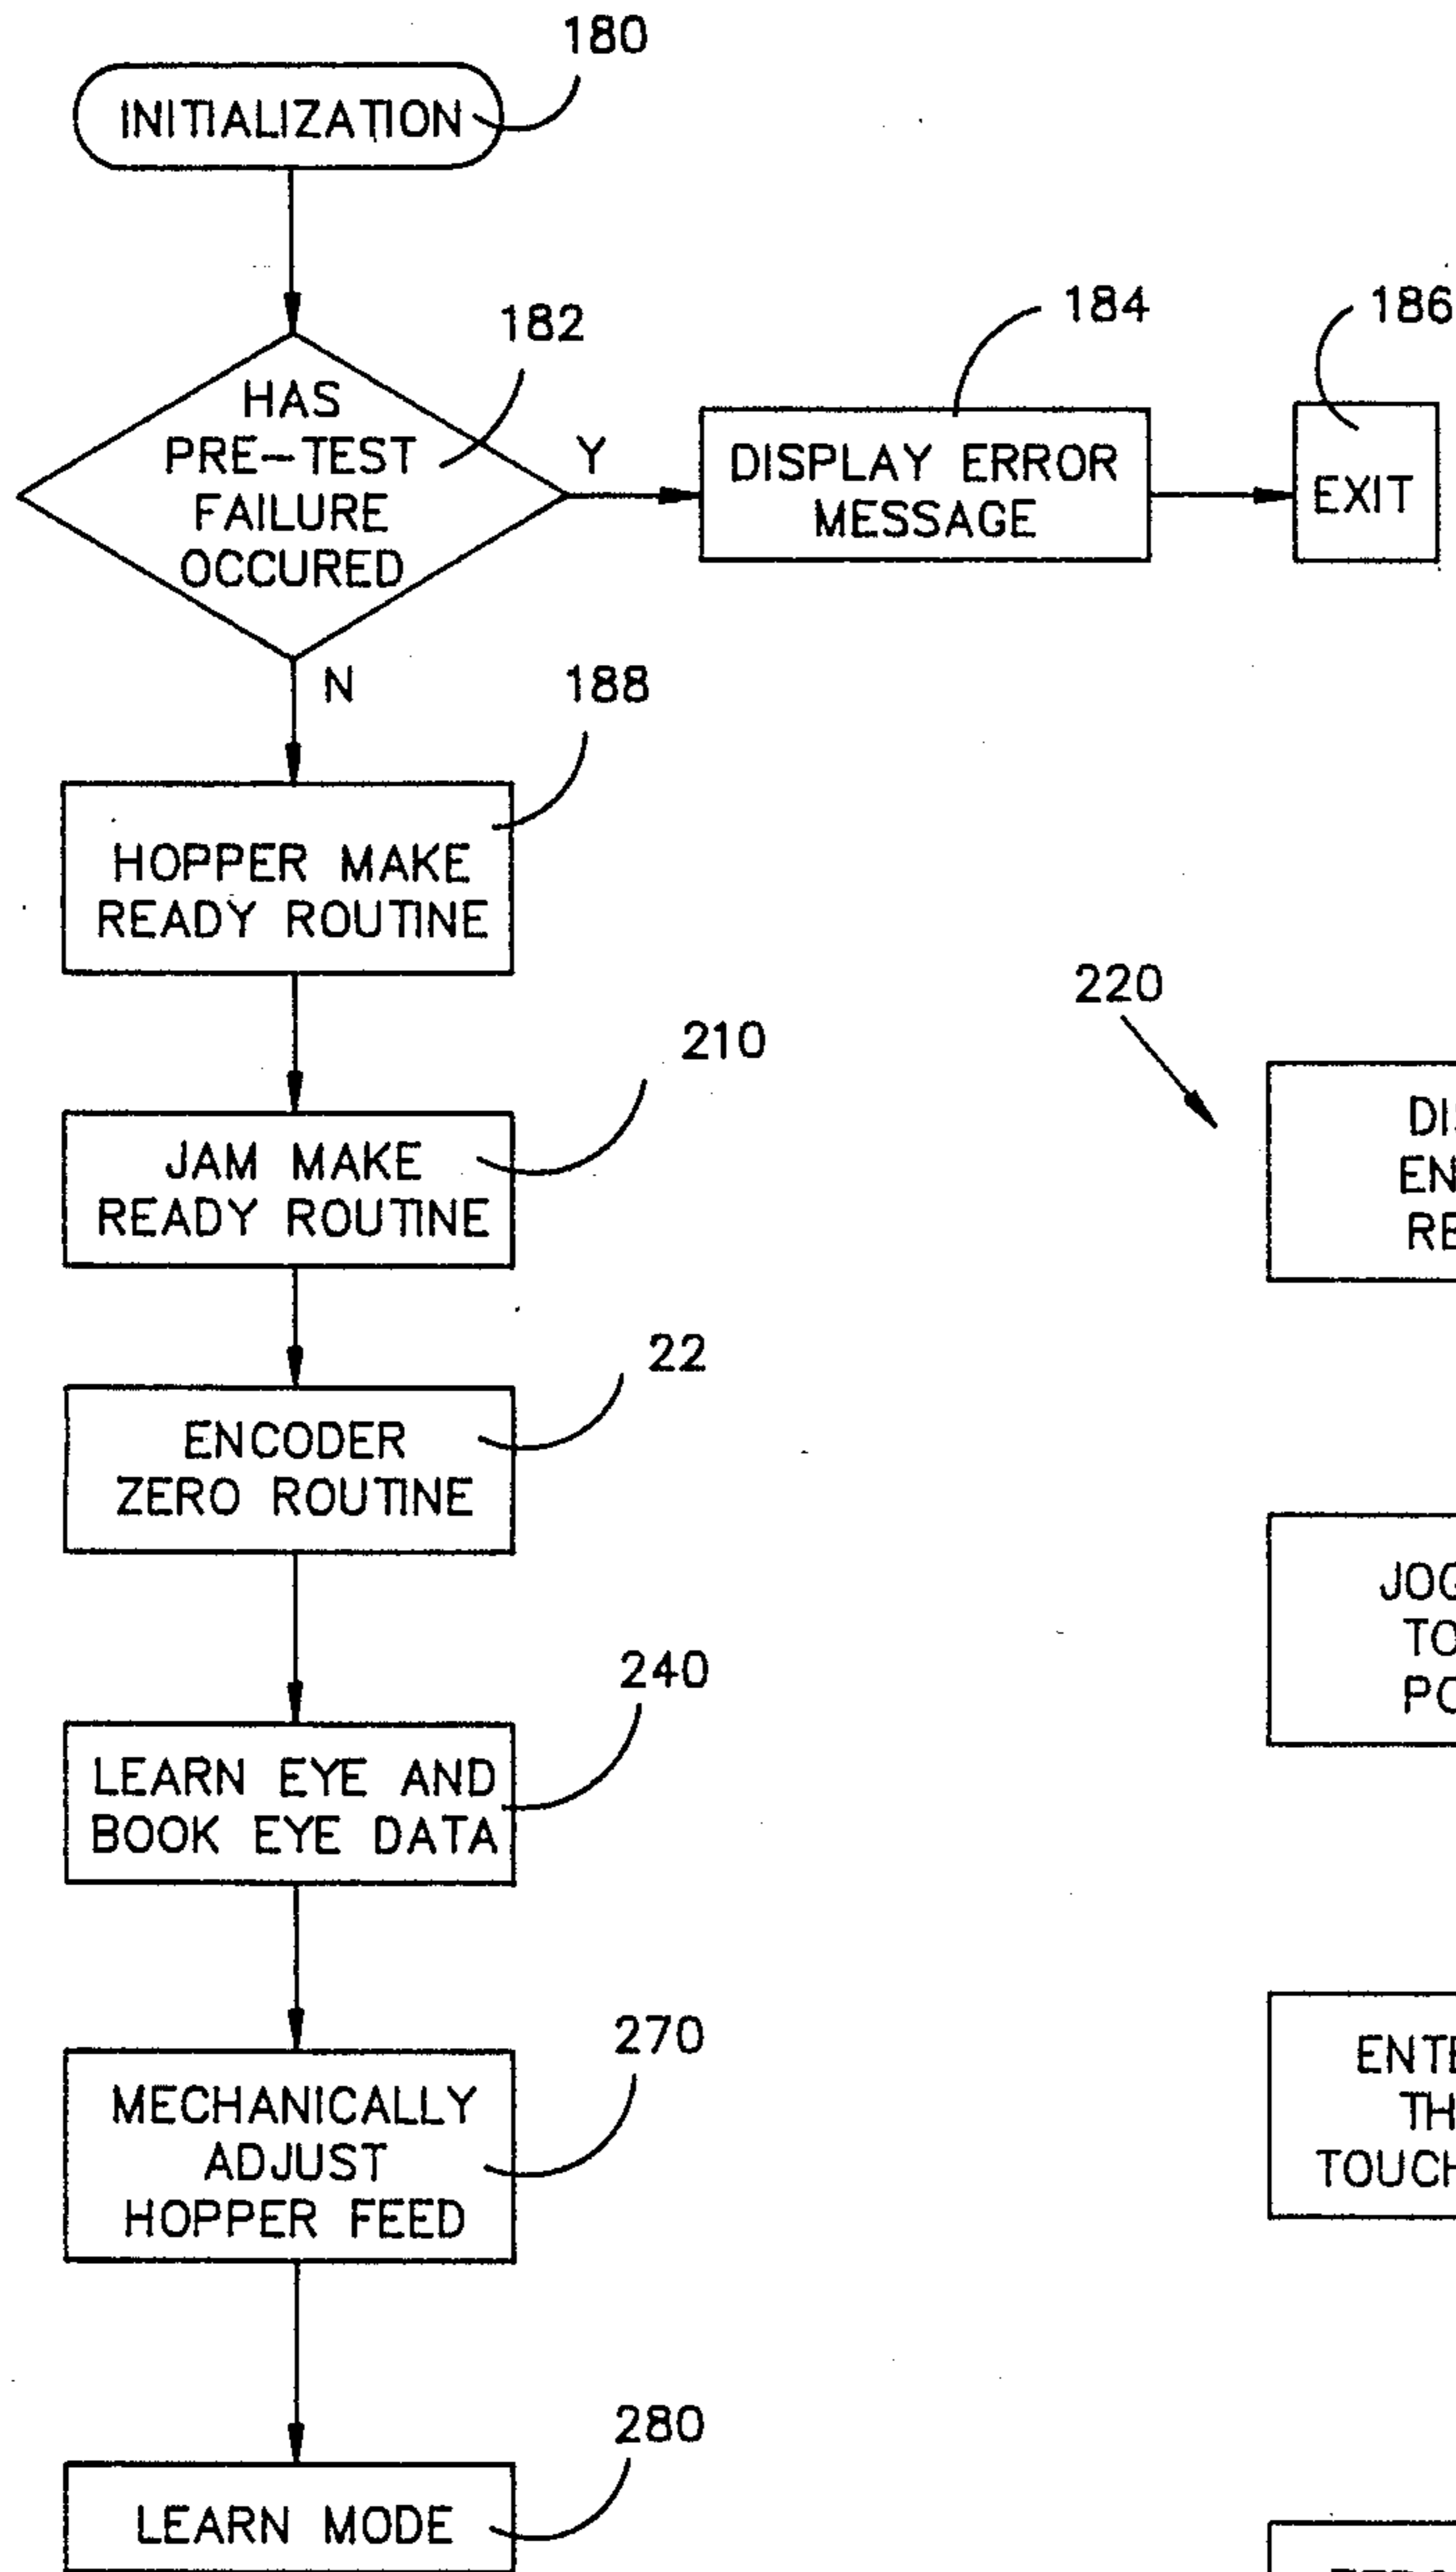 180
INITIALIZATION
182
HAS
PRE-TEST
FAILURE
OCCURED
Y
184
DISPLAY ERROR
MESSAGE
186
EXIT
N
188
HOPPER MAKE
READY ROUTINE
210
JAM MAKE
READY ROUTINE
22
ENCODER
ZERO ROUTINE
240
LEARN EYE AND
BOOK EYE DATA
270
MECHANICALLY
ADJUST
HOPPER FEED
280
LEARN MODE
220
TO